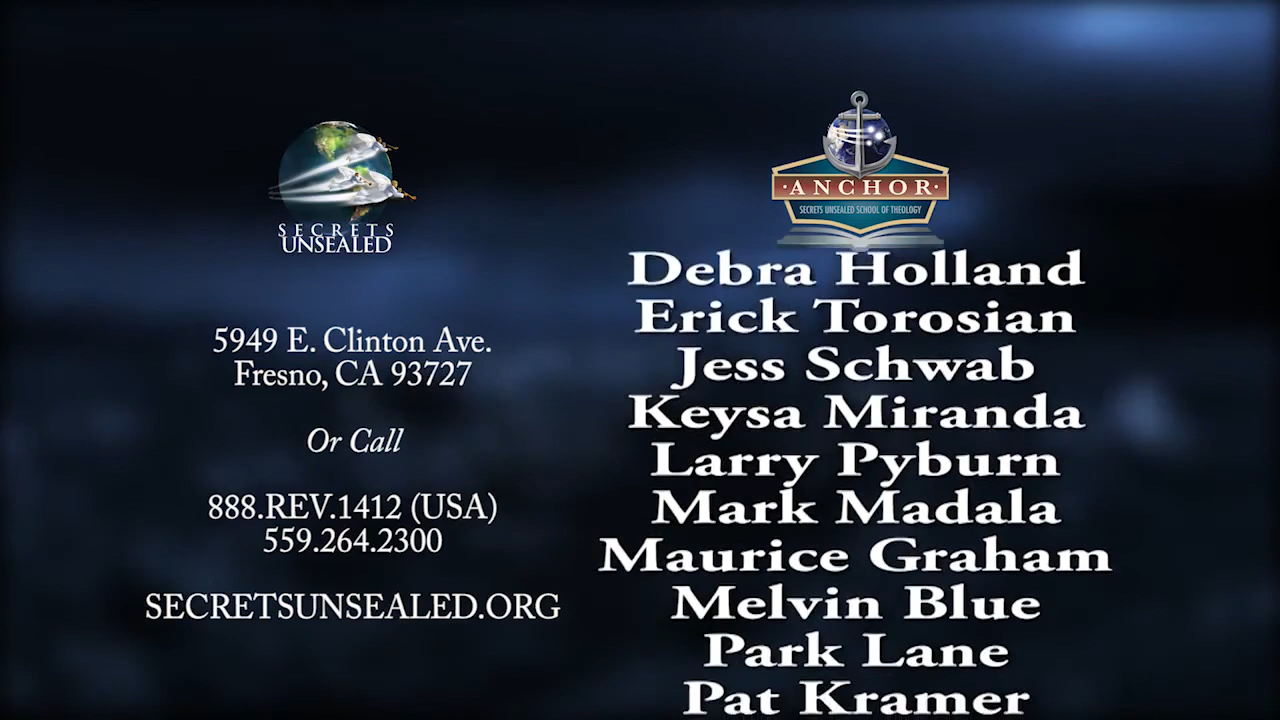 SECRETS
UNSEALED
5949 E. Clinton Ave.
Fresno, CA 93727
Or Call
888.REV.1412 (USA)
559.264.2300
SECRETSUNSEALED.ORG
·ANCHOR·
SECRETS UNSEALED SCHOOL OF THEOLOGY
Debra Holland
Erick Torosian
Jess Schwab
Keysa Miranda
Larry Pyburn
Mark Madala
Maurice Graham
Melvin Blue
Park Lane
Pat Kramer